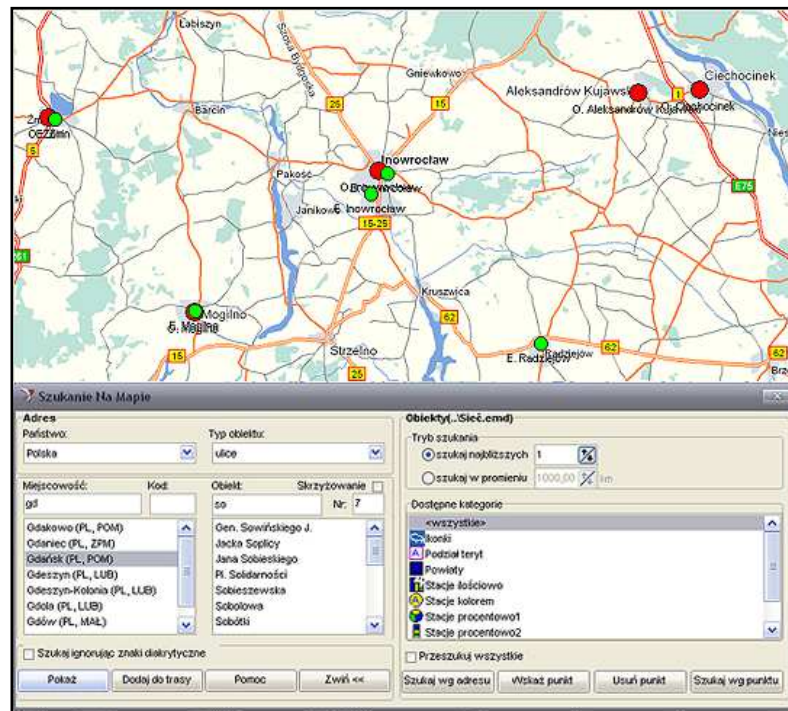 Łabiszyn
Szosa Bydgoska
Gniewkowo
25
15
Aleksandrów Kujawski
Ciechocinek
1
O. Aleksandrów Kujawski
O. Ciechocinek
Barcin
5
Inowrocław
Pakość
E. Inowrocław
Janikowo
15-25
E75
Kruszwica
Mogilno
62
Radziejów
E. Radziejów
62
15
Strzelno
25
62
Szukanie Na Mapie
Adres
Państwo:
Typ obiektu:
Polska
ulice
Miejscowość:
Kod:
Obiekt:
Skrzyżowanie
gd
so
Nr:
7
Gdakowo (PL, POM)
Gdaniec (PL, ZPM)
Gdańsk (PL, POM)
Gdeszyn (PL, LUB)
Gdeszyn-Kolonia (PL, LUB)
Gdola (PL, LUB)
Gdów (PL, MAŁ)
Gen. Sowińskiego J.
Jacka Soplicy
Jana Sobieskiego
Pl. Solidarności
Sobieszewska
Sobolowa
Sobótki
Szukaj ignorując znaki diakrytyczne
Pokaż
Dodaj do trasy
Pomoc
Zwiń <<
Obiekty(..\Sieć.emd)
Tryb szukania
szukaj najbliższych
1
szukaj w promieniu
1000,00
km
Dostępne kategorie
<wszystkie>
Ikonki
Podział teryt
Powiaty
Stacje ilościowo
Stacje kolorem
Stacje procentowo1
Stacje procentowo2
Przeszukuj wszystkie
Szukaj wg adresu
Wskaż punkt
Usuń punkt
Szukaj wg punktu